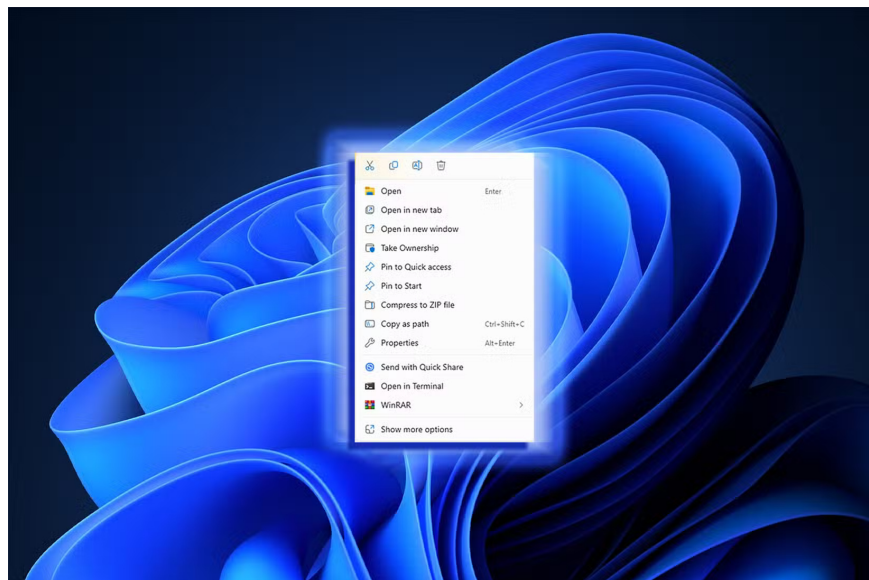 Open Enter
Open in new tab
Open in new window
Take Ownership
Pin to Quick access
Pin to Start
Compress to ZIP file
Copy as path Ctrl+Shift+C
Properties Alt+Enter
Send with Quick Share
Open in Terminal
WinRAR
Show more options